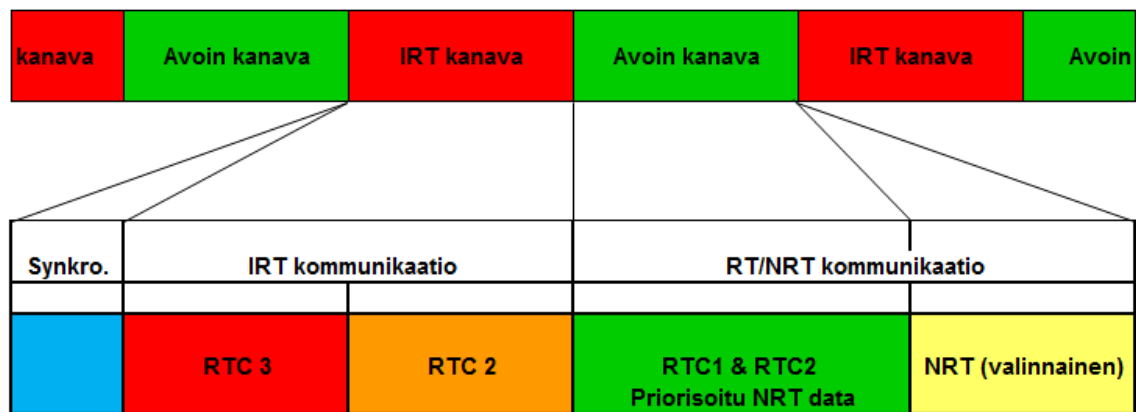 kanava Avoin kanava IRT kanava Avoin kanava IRT kanava Avoin
Synkro. IRT kommunikaatio RT/NRT kommunikaatio
RTC 3 RTC 2 RTC1 & RTC2 NRT (valinnainen)
Priorisoitu NRT data